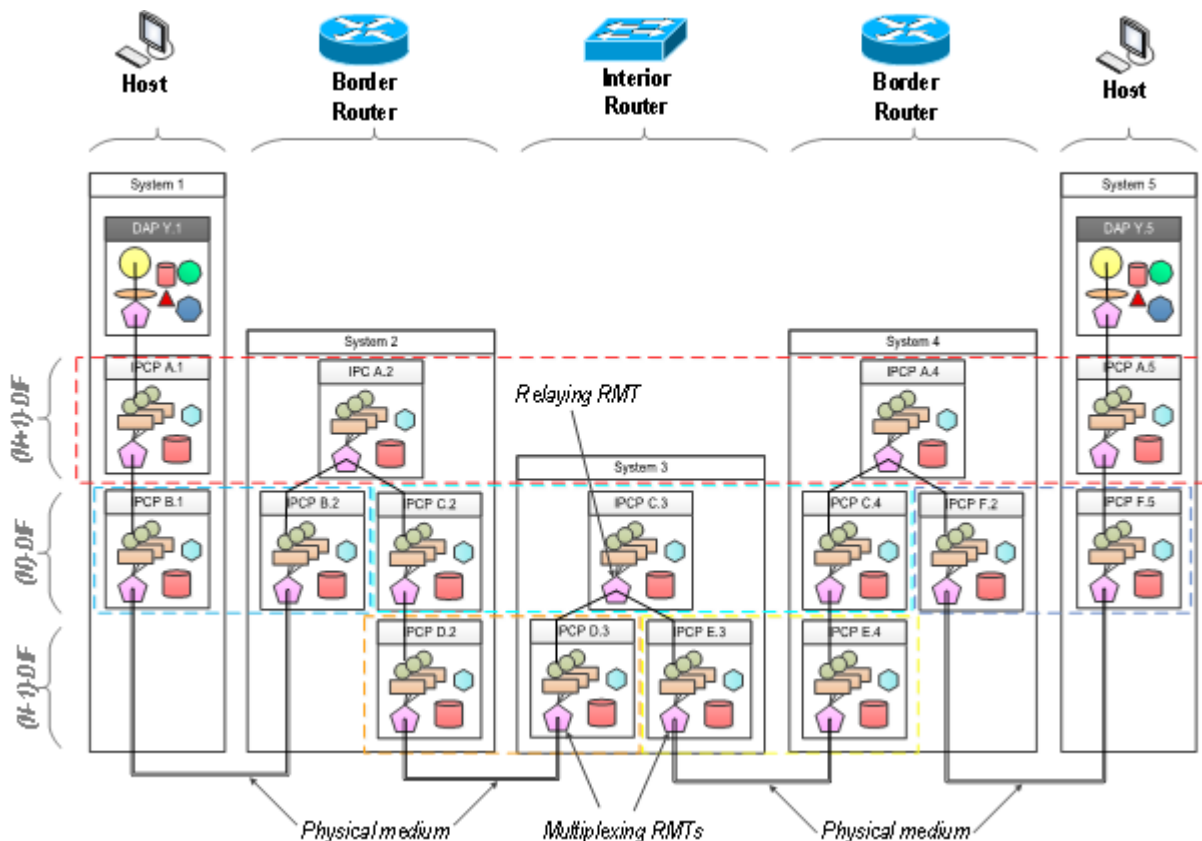 Host
Border
Router
Interior
Router
Border
Router
Host
System 1
System 5
DAP Y.1
DAP Y.5
System 2
System 4
(N+1)-DIF
IPCP A.1
IPC A.2
Relaying RMT
IPCP A.4
IPCP A.5
System 3
(N)-DIF
IPCP B.1
IPCP B.2
IPCP C.2
IPCP C.3
IPCP C.4
IPCP F.2
IPCP F.5
(N-1)-DIF
IPCP D.2
IPCP D.3
IPCP E.3
IPCP E.4
Physical medium
Multiplexing RMTs
Physical medium